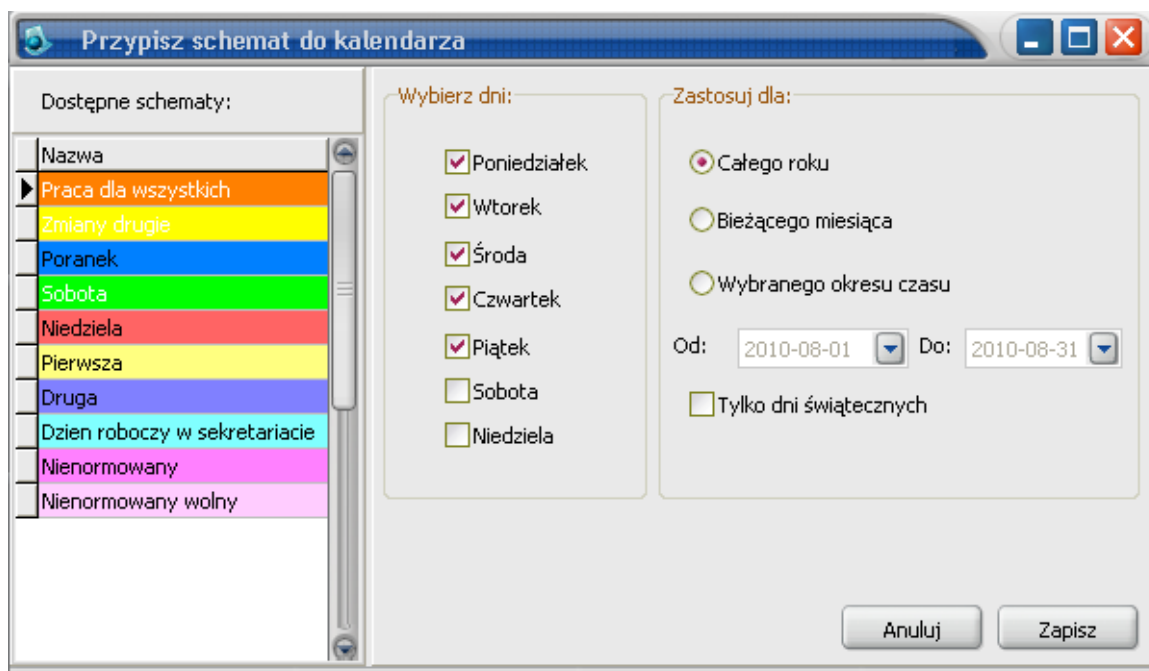 Przypisz schemat do kalendarza
Dostępne schematy:
Nazwa
Praca dla wszystkich
Zmiany drugie
Poranek
Sobota
Niedziela
Pierwsza
Druga
Dzien roboczy w sekretariacie
Nienormowany
Nienormowany wolny
Wybierz dni:
Poniedziałek
Wtorek
Środa
Czwartek
Piątek
Sobota
Niedziela
Zastosuj dla:
Całego roku
Bieżącego miesiąca
Wybranego okresu czasu
Od: 2010-08-01 Do: 2010-08-31
Tylko dni świątecznych
Anuluj Zapisz